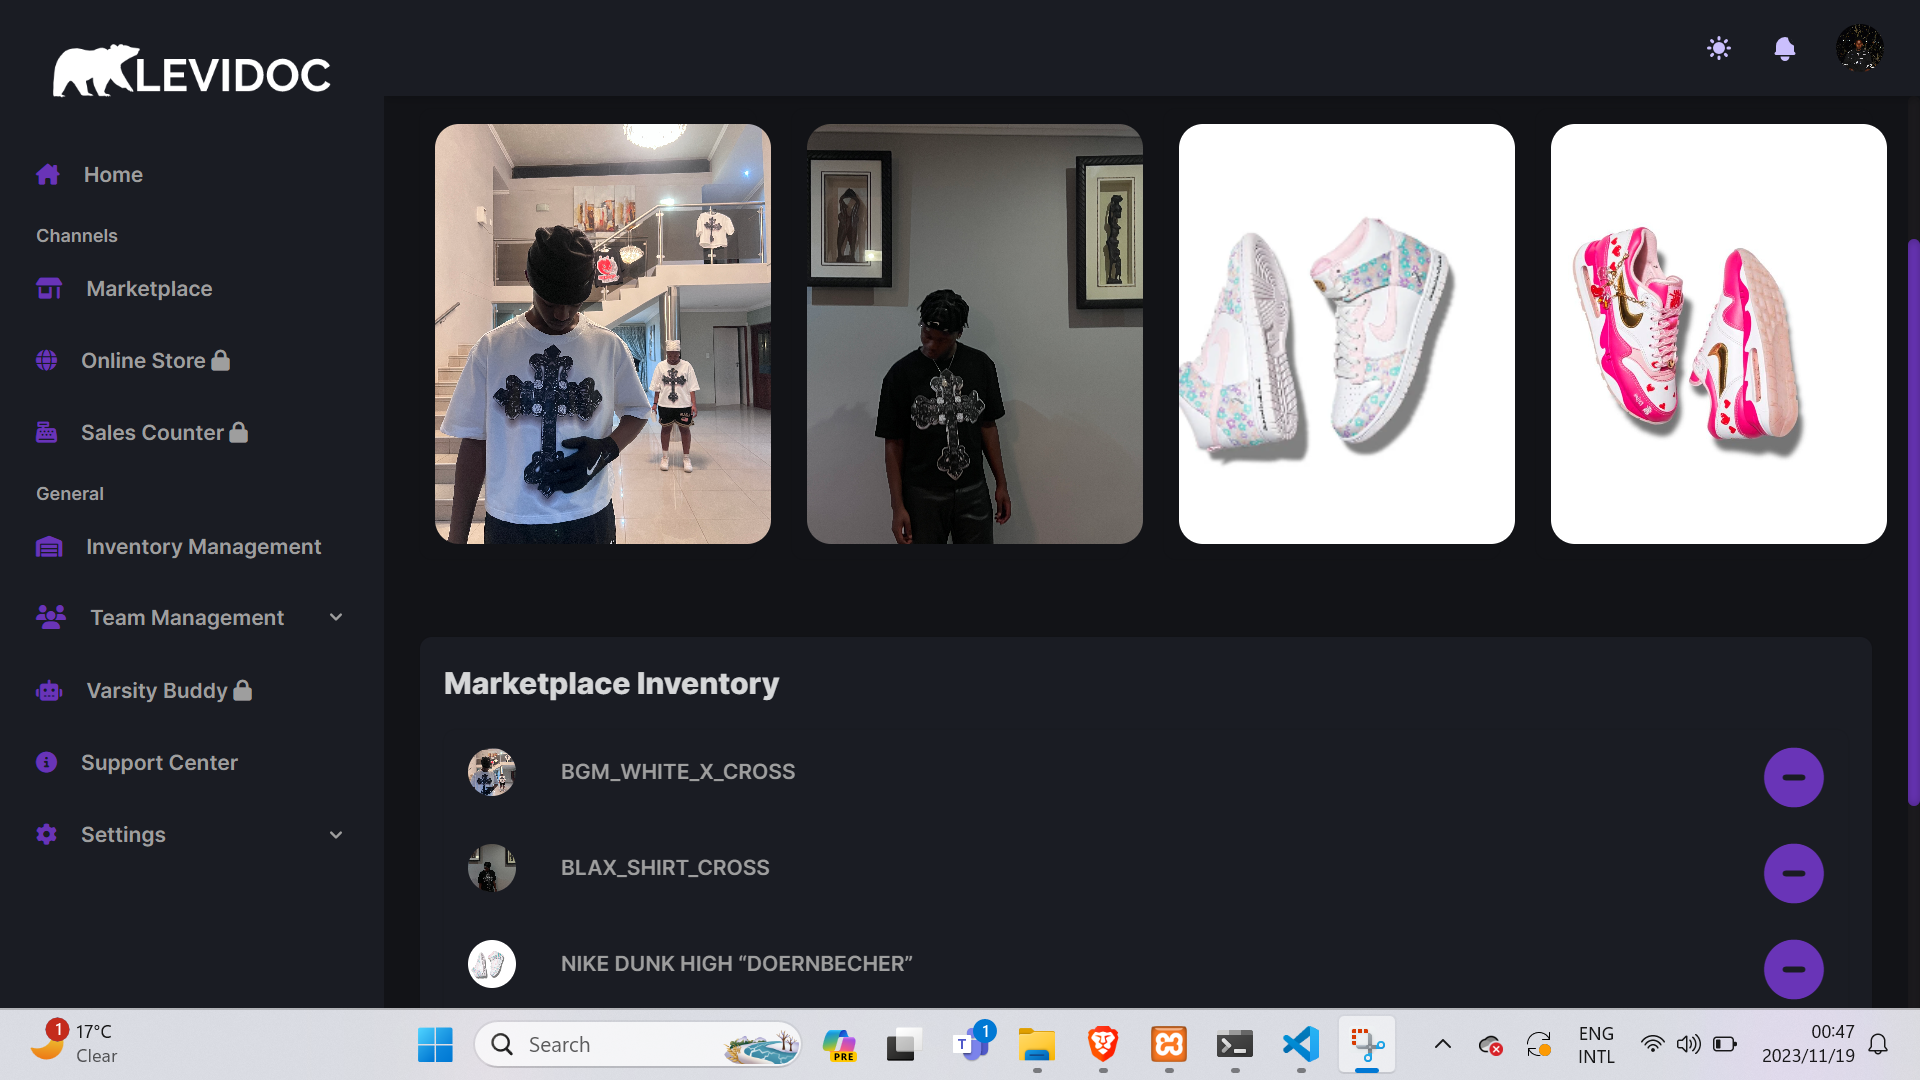 LEVIDOC
Home
Channels
Marketplace
Online Store
Sales Counter
General
Inventory Management
Team Management
Varsity Buddy
Support Center
Settings
Marketplace Inventory
BGM_WHITE_X_CROSS
BLAX_SHIRT_CROSS
NIKE DUNK HIGH “DOERNBECHER”
1
17°C
Clear
Search
PRE
T
1
ENG
INTL
00:47
2023/11/19